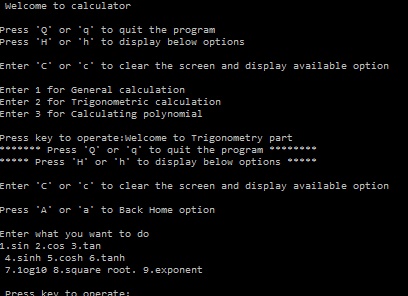 Welcome to calculator
Press 'Q' or 'q' to quit the program
Press 'H' or 'h' to display below options
Enter 'C' or 'c' to clear the screen and display available option
Enter 1 for General calculation
Enter 2 for Trigonometric calculation
Enter 3 for Calculating polynomial
Press key to operate:Welcome to Trigonometry part
******* Press 'Q' or 'q' to quit the program ********
***** Press 'H' or 'h' to display below options *****
Enter 'C' or 'c' to clear the screen and display available option
Press 'A' or 'a' to Back Home option
Enter what you want to do
1.sin 2.cos 3.tan
4.sinh 5.cosh 6.tanh
7.1og10 8.square root. 9.exponent
Press key to operate: